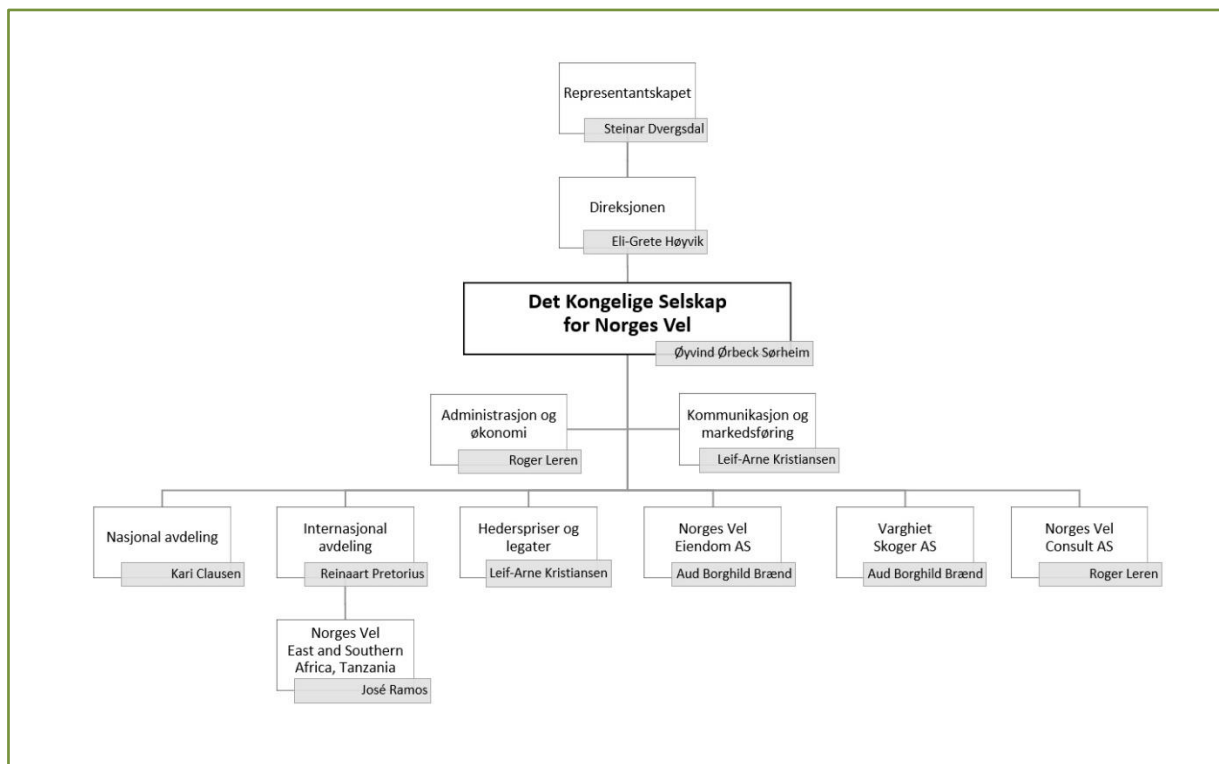 Representantskapet
Steinar Dvergsdal
Direksjonen
Eli-Grete Høyvik
Det Kongelige Selskap
for Norges Vel
Øyvind Ørbeck Sørheim
Administrasjon og
økonomi
Roger Leren
Kommunikasjon og
markedsføring
Leif-Arne Kristiansen
Nasjonal avdeling
Kari Clausen
Internasjonal
avdeling
Reinaart Pretorius
Hederspriser og
legater
Leif-Arne Kristiansen
Norges Vel
Eiendom AS
Aud Borghild Brænd
Varghiet
Skoger AS
Aud Borghild Brænd
Norges Vel
Consult AS
Roger Leren
Norges Vel
East and Southern
Africa, Tanzania
José Ramos